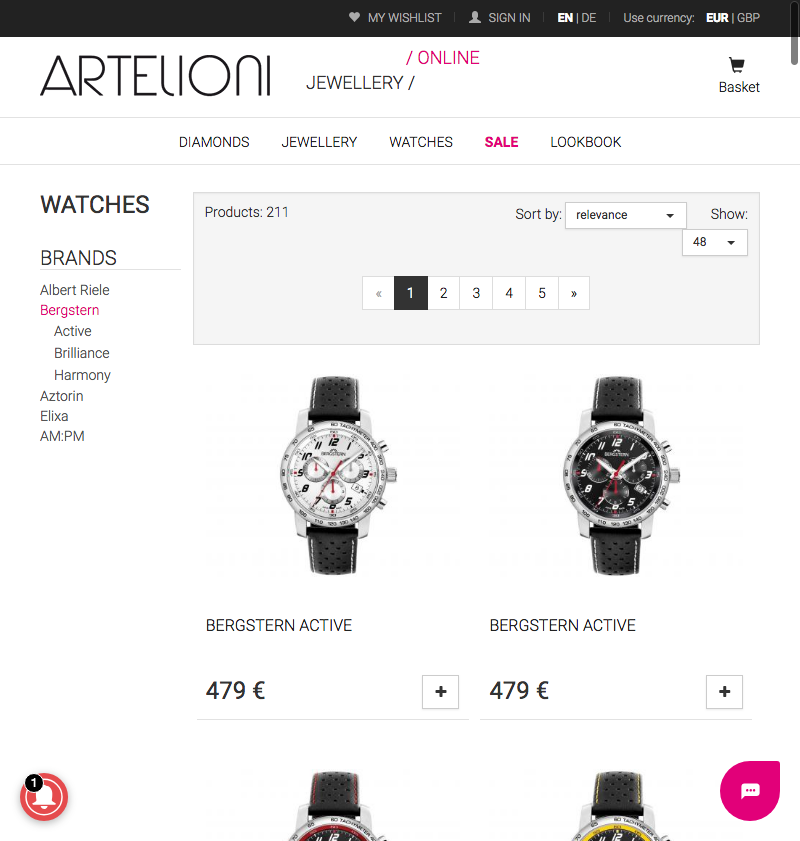 MY WISHLIST
SIGN IN
EN | DE
Use currency: EUR | GBP
ARTELIONI
/ ONLINE
JEWELLERY /
Basket
DIAMONDS
JEWELLERY
WATCHES
SALE
LOOKBOOK
WATCHES
BRANDS
Albert Riele
Bergstern
Active
Brilliance
Harmony
Aztorin
Elixa
AM:PM
Products: 211
Sort by: relevance
Show: 48
« 1 2 3 4 5 »
BERGSTERN
BERGSTERN
BERGSTERN ACTIVE
479 €
+
BERGSTERN ACTIVE
479 €
+
1